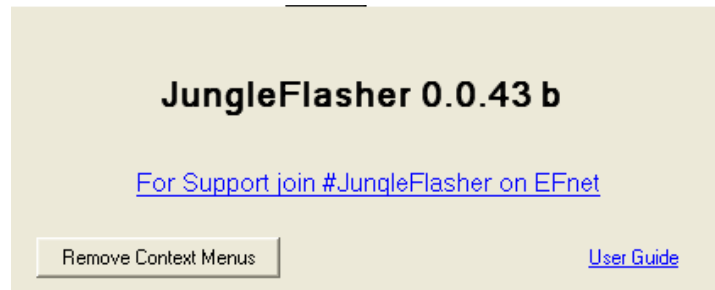 JungleFlasher 0.0.43 b
For Support join #JungleFlasher on EFnet
Remove Context Menus
User Guide